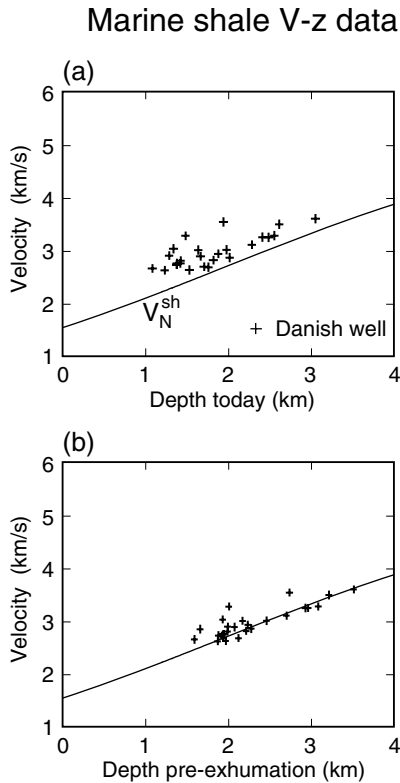 Marine shale V-z data
(a)
6
5
4
3
2
1
Velocity (km/s)
V_N^sh
+ Danish well
0 1 2 3 4
Depth today (km)
(b)
6
5
4
3
2
1
Velocity (km/s)
0 1 2 3 4
Depth pre-exhumation (km)